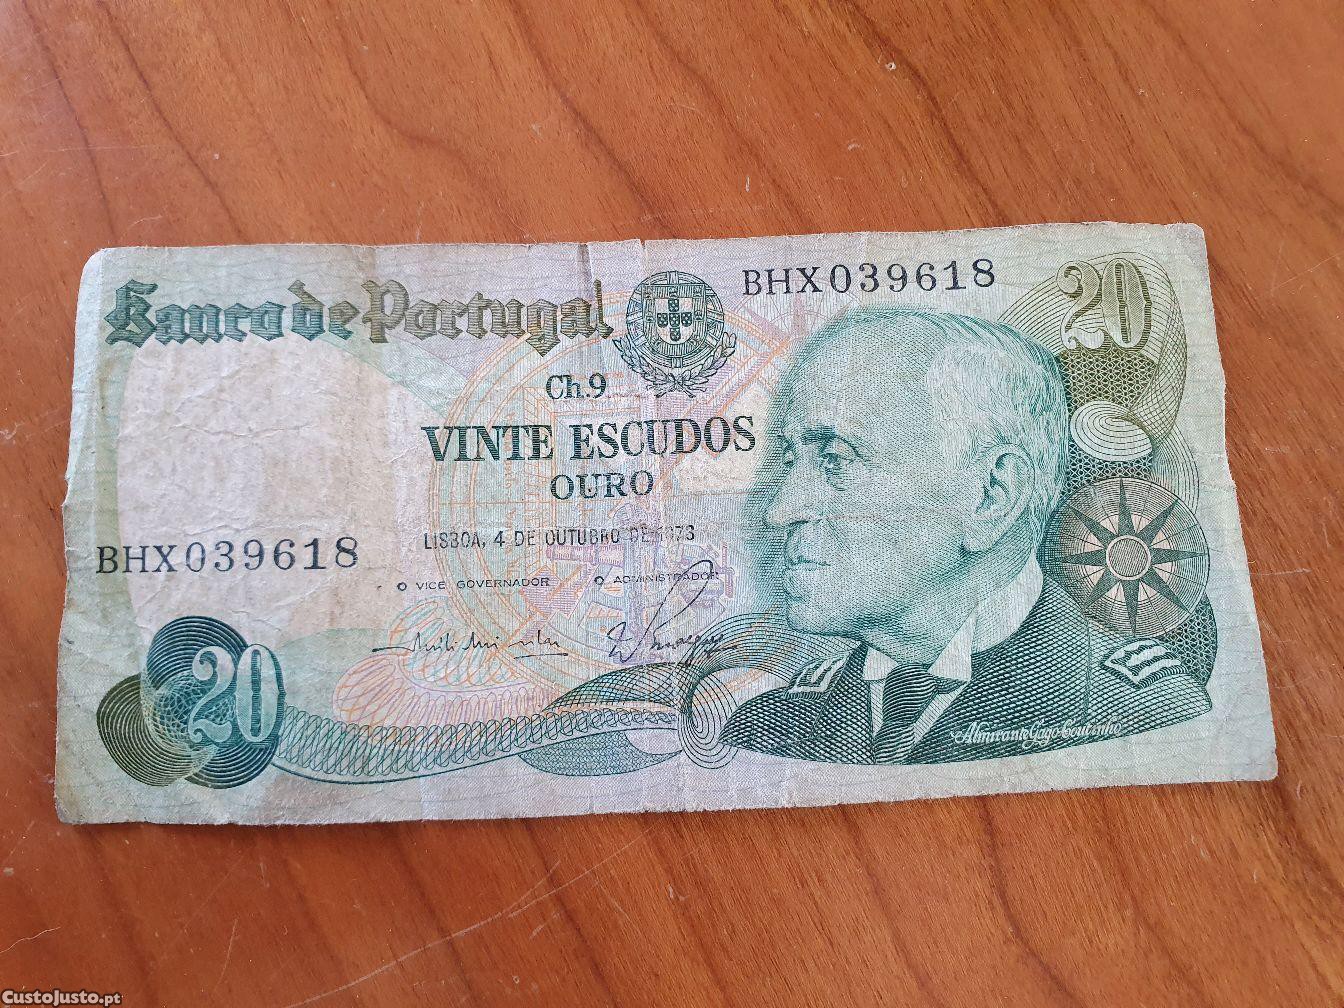 Banco de Portugal
BHX039618
20
Ch.9
VINTE ESCUDOS
OURO
LISBOA, 4 DE OUTUBRO DE 1978
BHX039618
O VICE GOVERNADOR
O ADMINISTRADOR
20
Almirante Gago Coutinho
CustoJusto.pt